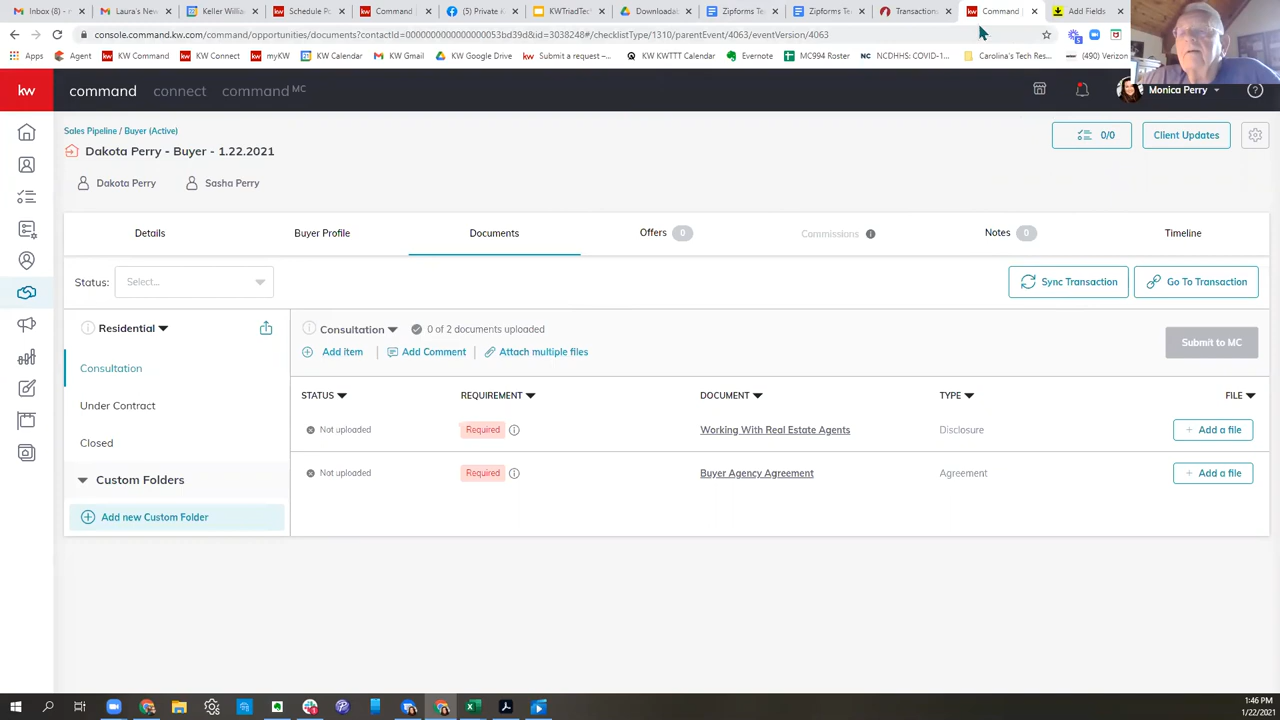 Inbox (8) - r
Laura's New
Keller Willia
Schedule Po
Command |
(5) Private
KWTriadTec
Downloadab
Zipforms Te
Zipforms Te
Transactions
Command |
Add Fields
console.command.kw.com/command/opportunities/documents/contactId=00000000000000053bd39d&id=3038248#/checklistType/1310/parentEvent/4063/eventVersion/4063
Apps
Agent
KW Command
KW Connect
myKW
KW Calendar
KW Gmail
KW Google Drive
Submit a request –...
KW KWTTT Calendar
Evernote
MC994 Roster
NCDHHS: COVID-1...
Carolina's Tech Res...
(490) Verizon
kw
command
connect
command MC
Monica Perry
Sales Pipeline / Buyer (Active)
Dakota Perry - Buyer - 1.22.2021
0/0
Client Updates
Dakota Perry
Sasha Perry
Details
Buyer Profile
Documents
Offers 0
Commissions
Notes 0
Timeline
Status: Select...
Sync Transaction
Go To Transaction
Residential
Consultation
Under Contract
Closed
Custom Folders
Add new Custom Folder
Consultation
0 of 2 documents uploaded
Add item
Add Comment
Attach multiple files
Submit to MC
STATUS
REQUIREMENT
DOCUMENT
TYPE
FILE
Not uploaded
Required
Working With Real Estate Agents
Disclosure
+ Add a file
Not uploaded
Required
Buyer Agency Agreement
Agreement
+ Add a file
1:46 PM
1/22/2021